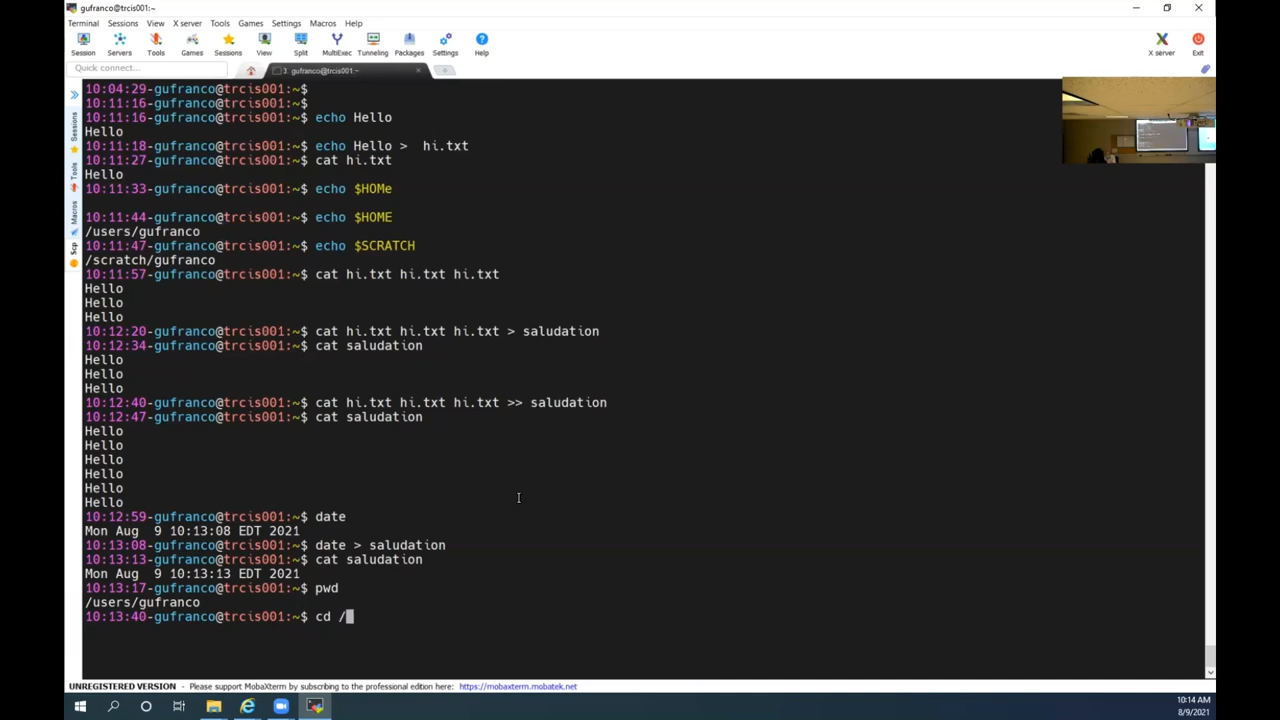 gufranco@trcis001:~
Terminal Sessions View X server Tools Games Settings Macros Help
Session Servers Tools Games Sessions View Split MultiExec Tunneling Packages Settings Help X server Exit
Quick connect...
3. gufranco@trcis001:~
Sessions
Tools
Macros
Scp
10:04:29-gufranco@trcis001:~$
10:11:16-gufranco@trcis001:~$
10:11:16-gufranco@trcis001:~$ echo Hello
Hello
10:11:18-gufranco@trcis001:~$ echo Hello >  hi.txt
10:11:27-gufranco@trcis001:~$ cat hi.txt
Hello
10:11:33-gufranco@trcis001:~$ echo $HOMe
10:11:44-gufranco@trcis001:~$ echo $HOME
/users/gufranco
10:11:47-gufranco@trcis001:~$ echo $SCRATCH
/scratch/gufranco
10:11:57-gufranco@trcis001:~$ cat hi.txt hi.txt hi.txt
Hello
Hello
Hello
10:12:20-gufranco@trcis001:~$ cat hi.txt hi.txt hi.txt > saludation
10:12:34-gufranco@trcis001:~$ cat saludation
Hello
Hello
Hello
10:12:40-gufranco@trcis001:~$ cat hi.txt hi.txt hi.txt >> saludation
10:12:47-gufranco@trcis001:~$ cat saludation
Hello
Hello
Hello
Hello
Hello
Hello
10:12:59-gufranco@trcis001:~$ date
Mon Aug  9 10:13:08 EDT 2021
10:13:08-gufranco@trcis001:~$ date > saludation
10:13:13-gufranco@trcis001:~$ cat saludation
Mon Aug  9 10:13:13 EDT 2021
10:13:17-gufranco@trcis001:~$ pwd
/users/gufranco
10:13:40-gufranco@trcis001:~$ cd /
UNREGISTERED VERSION - Please support MobaXterm by subscribing to the professional edition here: https://mobaxterm.mobatek.net
10:14 AM
8/9/2021